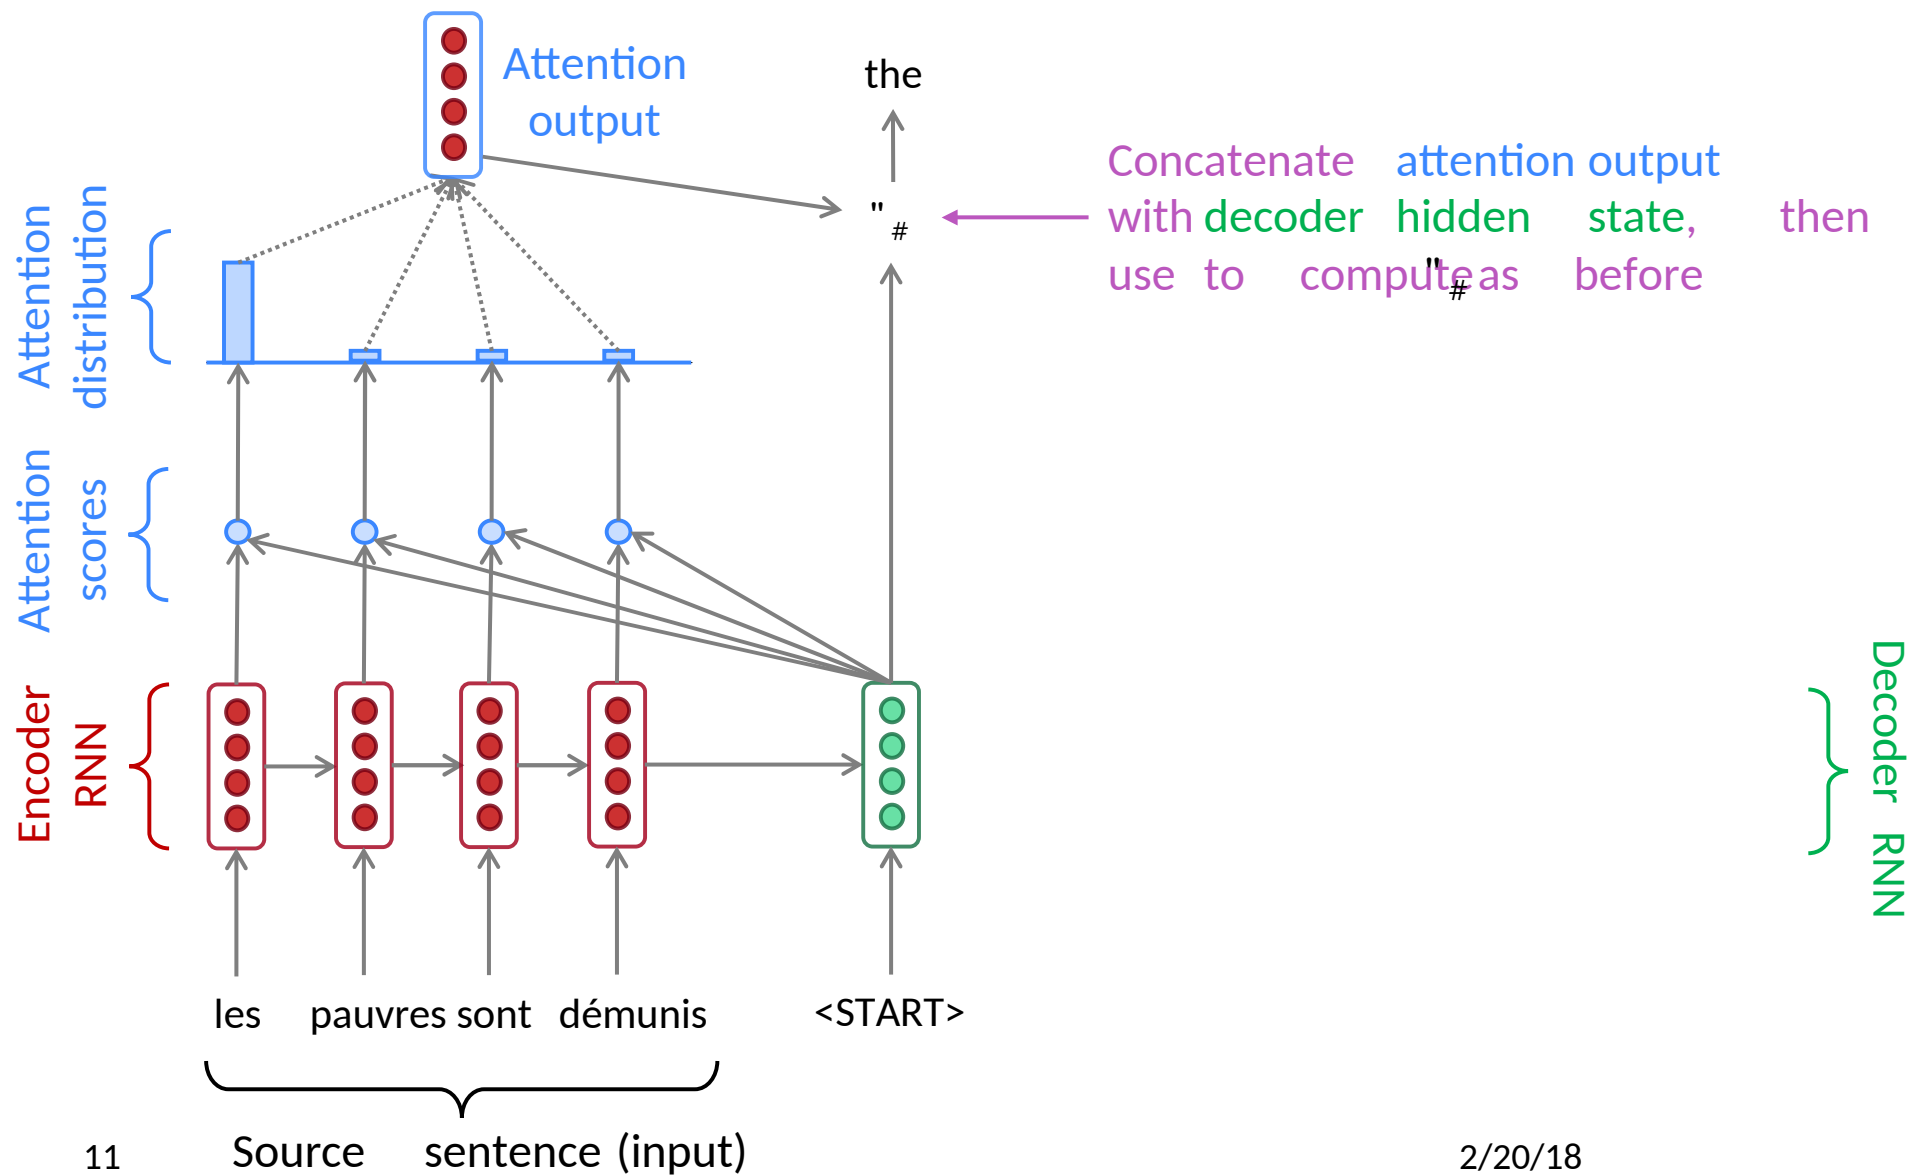 Attention
output
the
"#
Concatenate attention output
with decoder hidden state, then
use to compute "# as before
Attention
distribution
Attention
scores
Encoder
RNN
Decoder RNN
les pauvres sont démunis <START>
Source sentence (input)
11
2/20/18